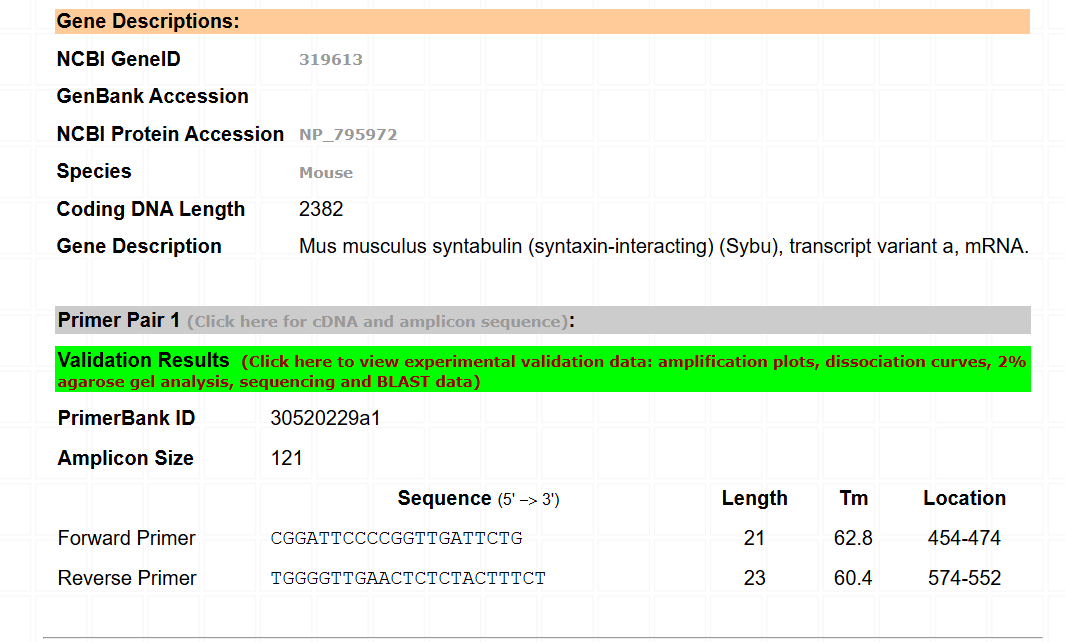 Gene Descriptions:
NCBI GeneID 319613
GenBank Accession
NCBI Protein Accession NP_795972
Species Mouse
Coding DNA Length 2382
Gene Description Mus musculus syntabulin (syntaxin-interacting) (Sybu), transcript variant a, mRNA.
Primer Pair 1 (Click here for cDNA and amplicon sequence):
Validation Results (Click here to view experimental validation data: amplification plots, dissociation curves, 2%
agarose gel analysis, sequencing and BLAST data)
PrimerBank ID 30520229a1
Amplicon Size 121
Sequence (5' -> 3') Length Tm Location
Forward Primer CGGATTCCCCGGTTGATTCTG 21 62.8 454-474
Reverse Primer TGGGGTTGAACTCTCTACTTTCT 23 60.4 574-552